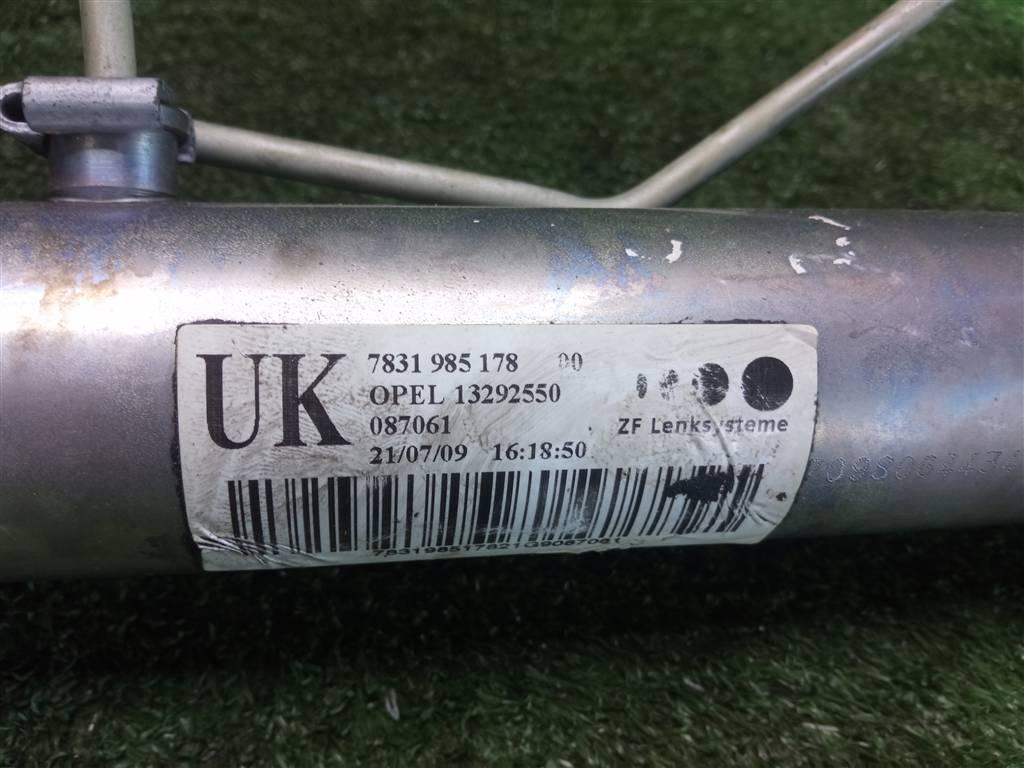 UK
7831 985 178 00
OPEL 13292550
087061
21/07/09 16:18:50
ZF Lenksysteme